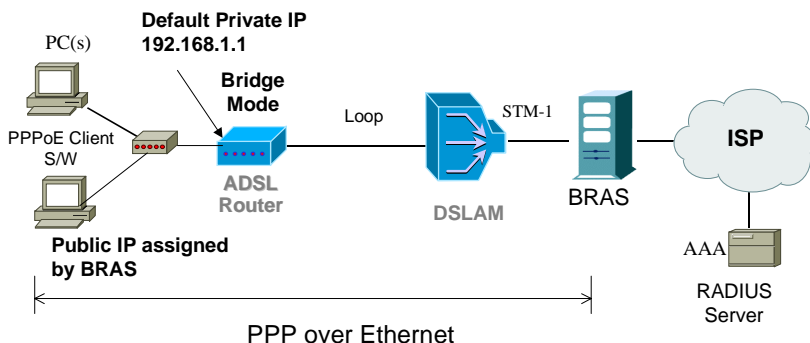 Default Private IP
192.168.1.1
PC(s)
Bridge
Mode
Loop
STM-1
PPPoE Client
S/W
ISP
ADSL
Router
DSLAM
BRAS
Public IP assigned
by BRAS
AAA
RADIUS
Server
PPP over Ethernet